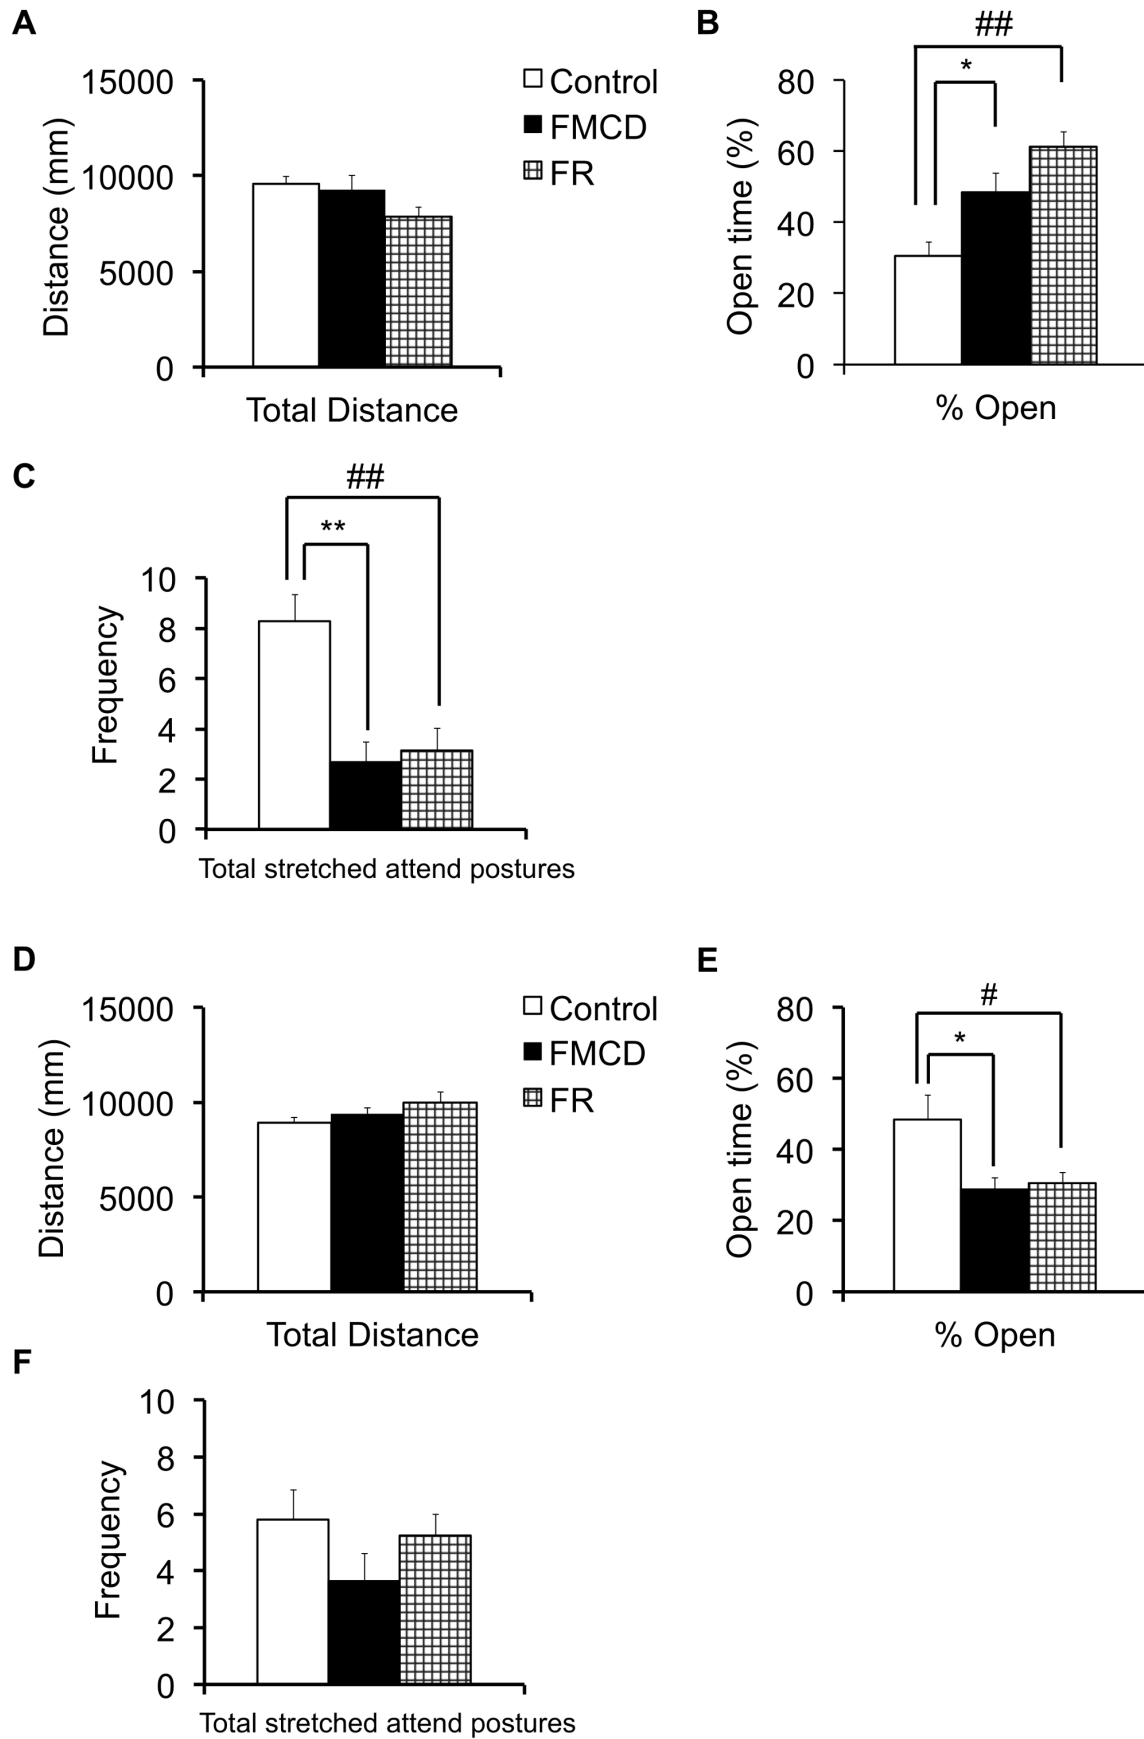 A
15000
10000
5000
0
Distance (mm)
Total Distance
Control
FMCD
FR
B
##
*
80
60
40
20
0
Open time (%)
% Open
C
##
**
10
8
6
4
2
0
Frequency
Total stretched attend postures
D
15000
10000
5000
0
Distance (mm)
Total Distance
Control
FMCD
FR
E
#
*
80
60
40
20
0
Open time (%)
% Open
F
10
8
6
4
2
0
Frequency
Total stretched attend postures